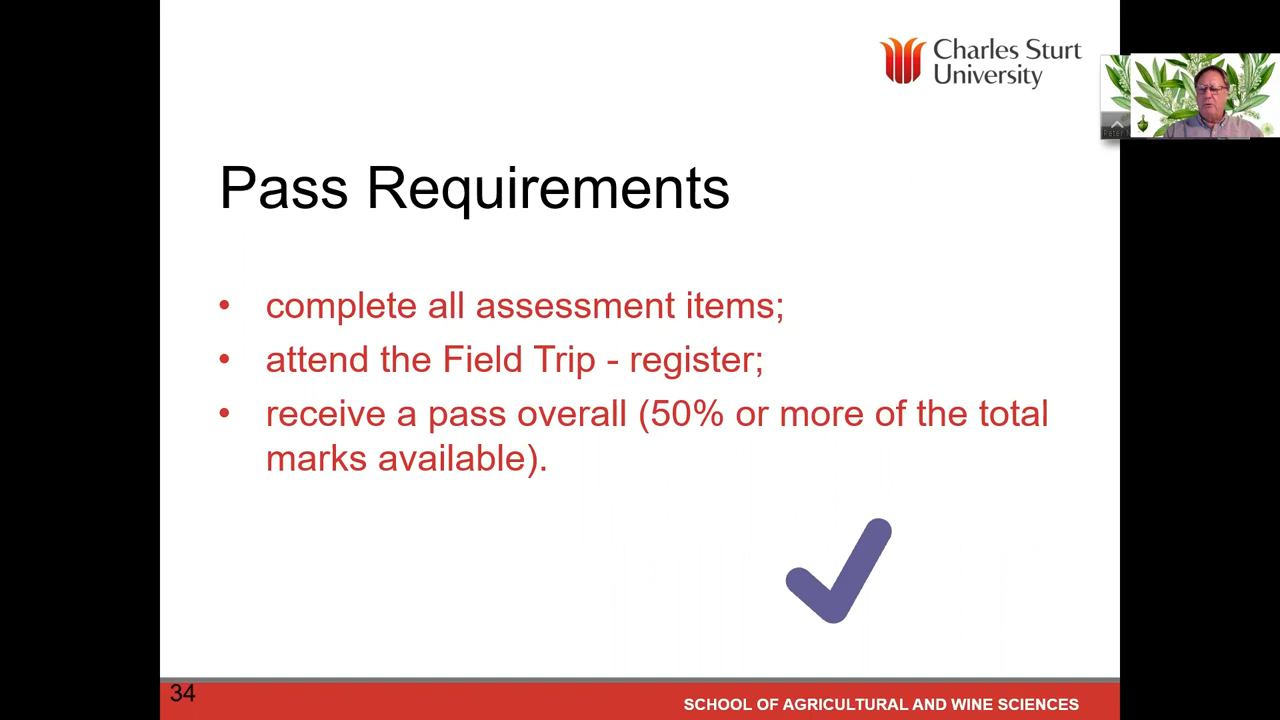 Charles Sturt
University
Pass Requirements
• complete all assessment items;
• attend the Field Trip - register;
• receive a pass overall (50% or more of the total
marks available).
34
SCHOOL OF AGRICULTURAL AND WINE SCIENCES